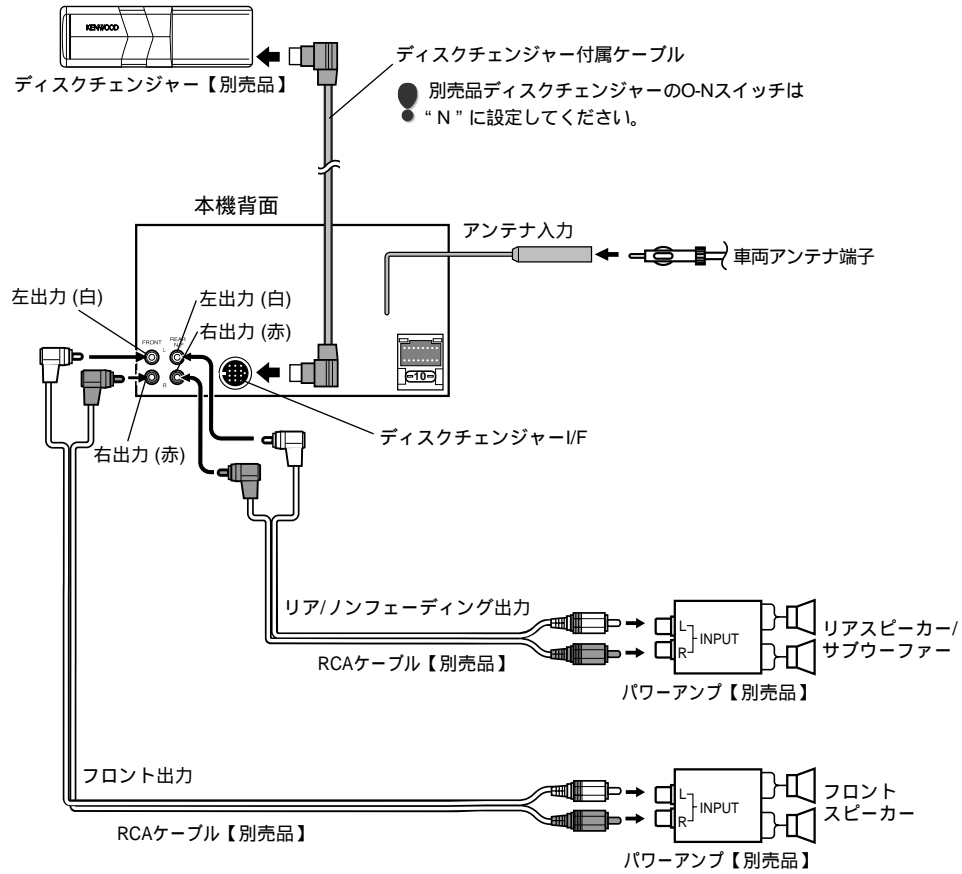 KENWOOD
ディスクチェンジャー【別売品】
ディスクチェンジャー付属ケーブル
別売品ディスクチェンジャーのO-Nスイッチは
“ N ” に設定してください。
本機背面
アンテナ入力
車両アンテナ端子
左出力 (白)
左出力 (白)
右出力 (赤)
FRONT
REAR
N/F
L
R
10
右出力 (赤)
ディスクチェンジャーI/F
リア/ノンフェーディング出力
RCAケーブル【別売品】
L
R
INPUT
リアスピーカー/
サブウーファー
パワーアンプ【別売品】
フロント出力
RCAケーブル【別売品】
L
R
INPUT
フロント
スピーカー
パワーアンプ【別売品】